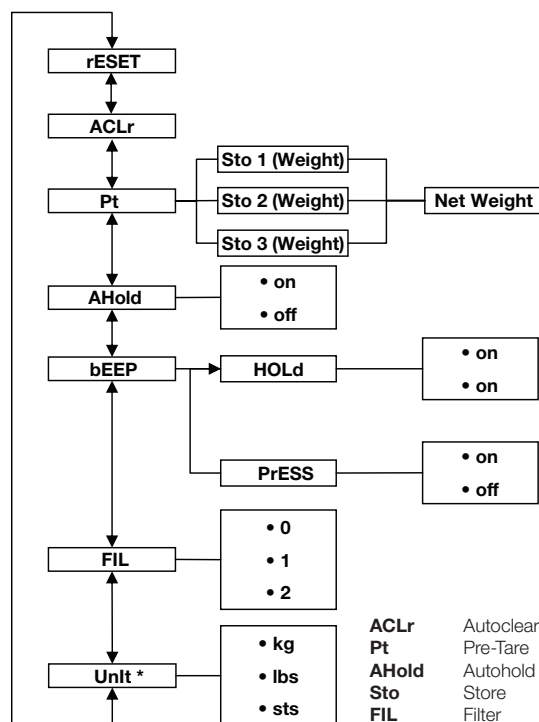 rESET
ACLr
Pt
Sto 1 (Weight)
Sto 2 (Weight)
Sto 3 (Weight)
Net Weight
AHold
• on
• off
bEEP
HOLd
• on
• on
PrESS
• on
• off
FIL
• 0
• 1
• 2
UnIt *
• kg
• lbs
• sts
ACLr Autoclear
Pt Pre-Tare
AHold Autohold
Sto Store
FIL Filter